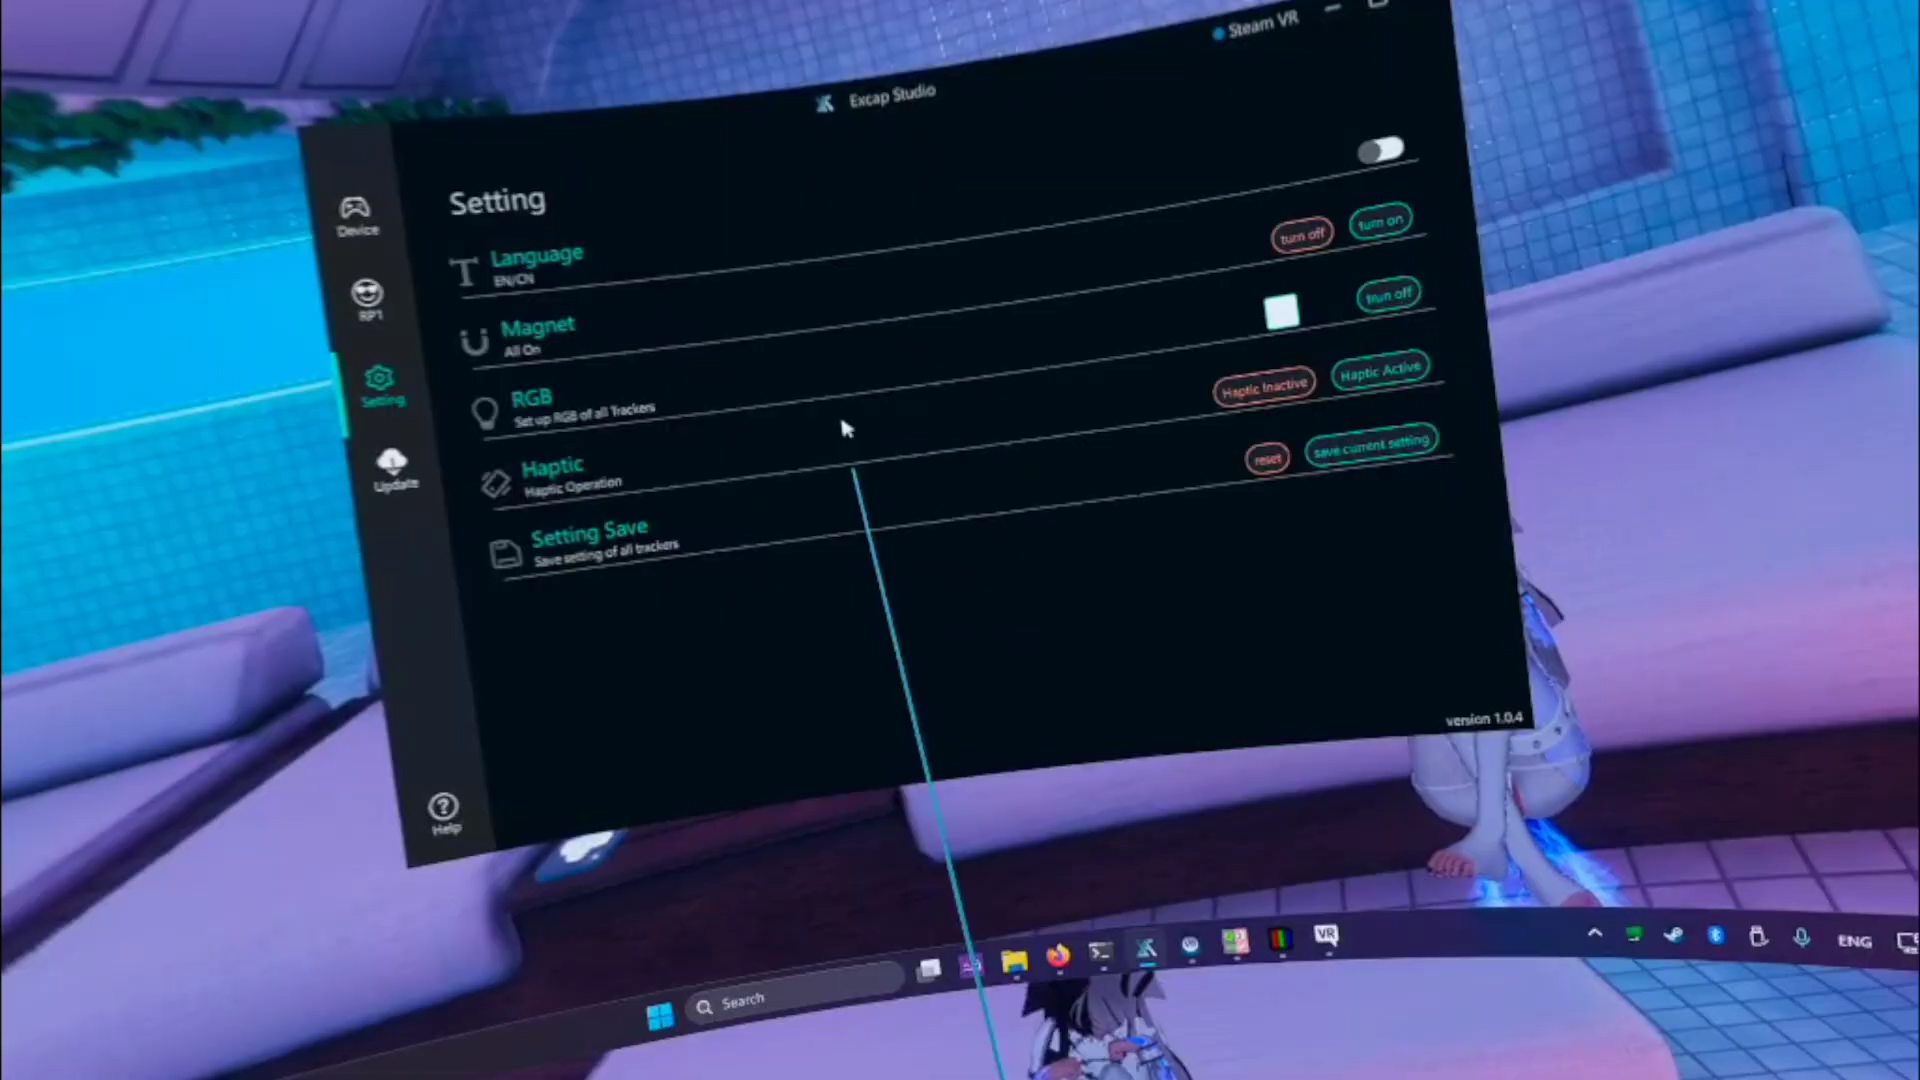 Steam VR
Excap Studio
Setting
Language
EN/CN
Magnet
All On
turn off
turn on
RGB
Set up RGB of all Trackers
trun off
Haptic
Haptic Operation
Haptic Inactive
Haptic Active
Setting Save
Save setting of all trackers
reset
save current setting
Device
RP1
Setting
Update
Help
version 1.0.4
Search
VR
ENG